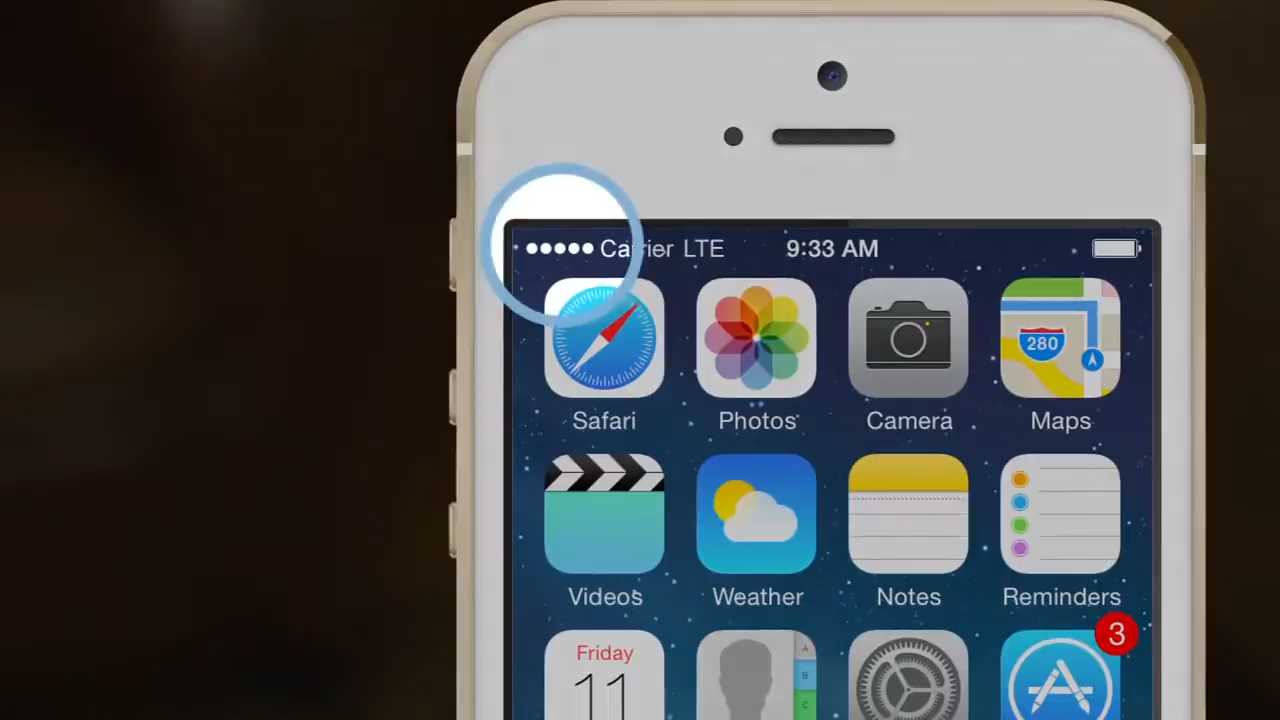 Carrier LTE 9:33 AM
280
Safari Photos Camera Maps
Videos Weather Notes Reminders
3
Friday
11
A
B
C